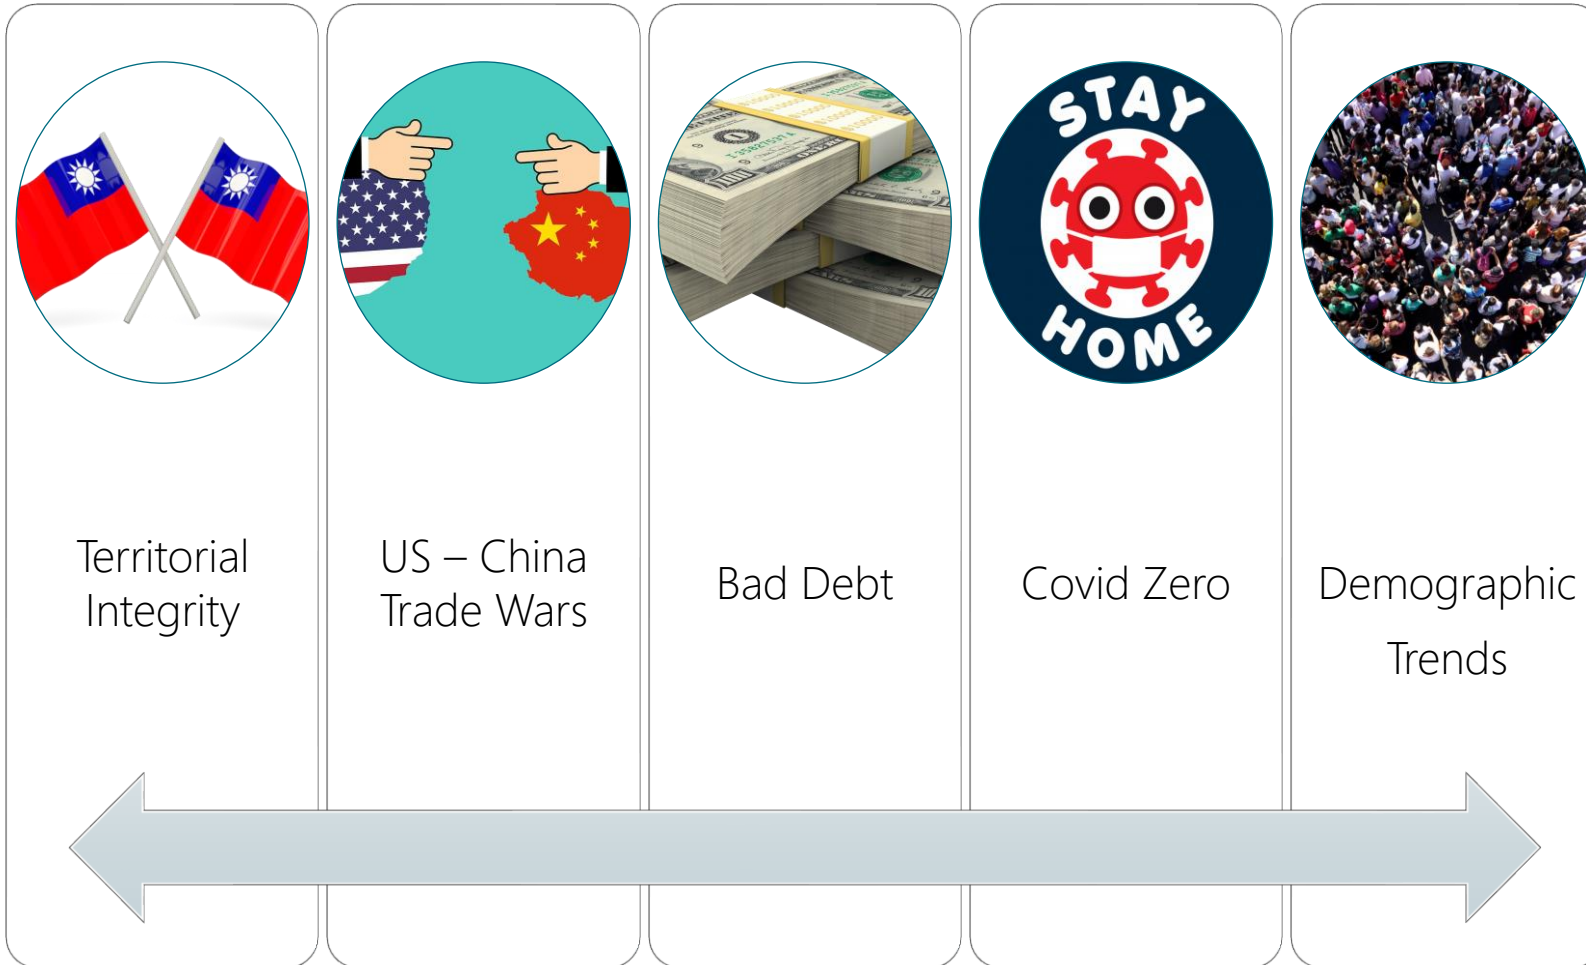 STAY
HOME
Territorial
Integrity
US – China
Trade Wars
Bad Debt
Covid Zero
Demographic
Trends